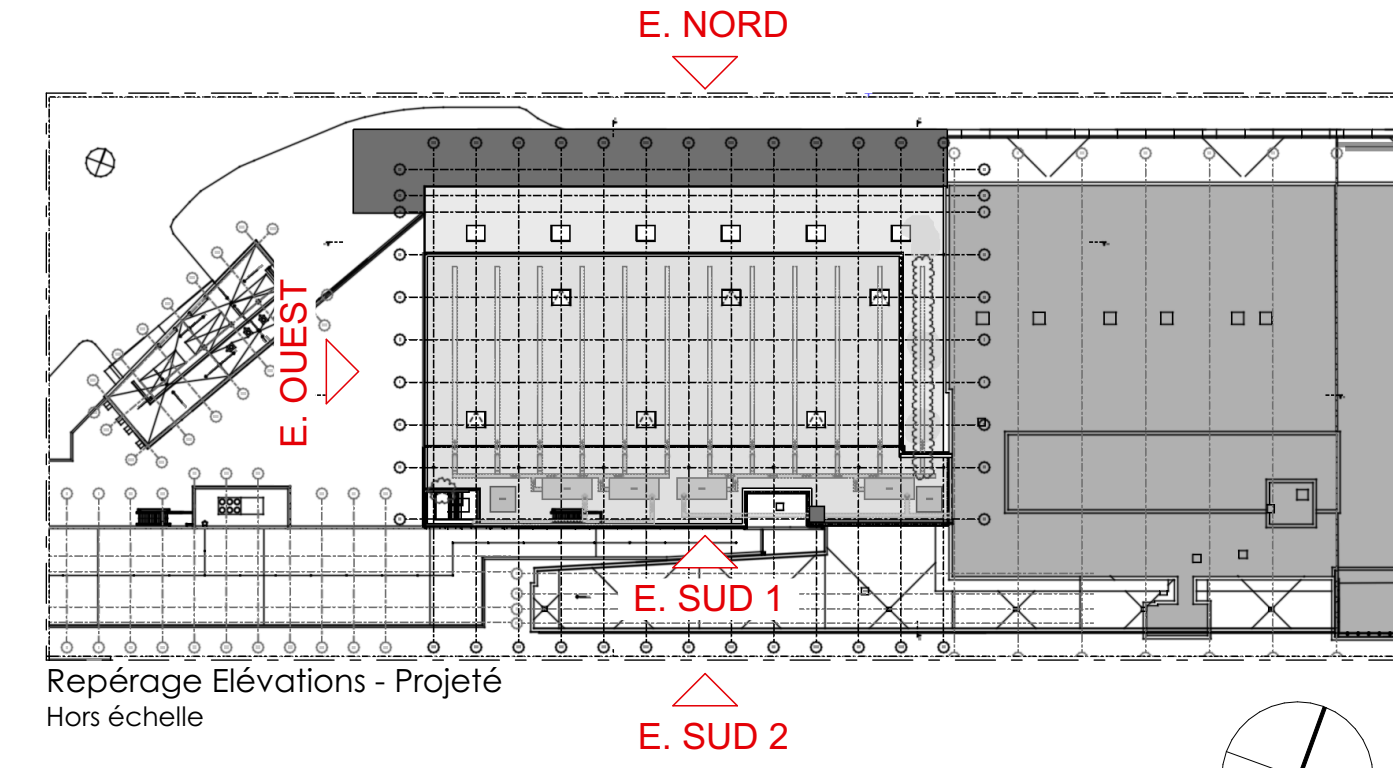 E. NORD
E. OUEST
E. SUD 1
Repérage Elévations - Projeté
Hors échelle
E. SUD 2